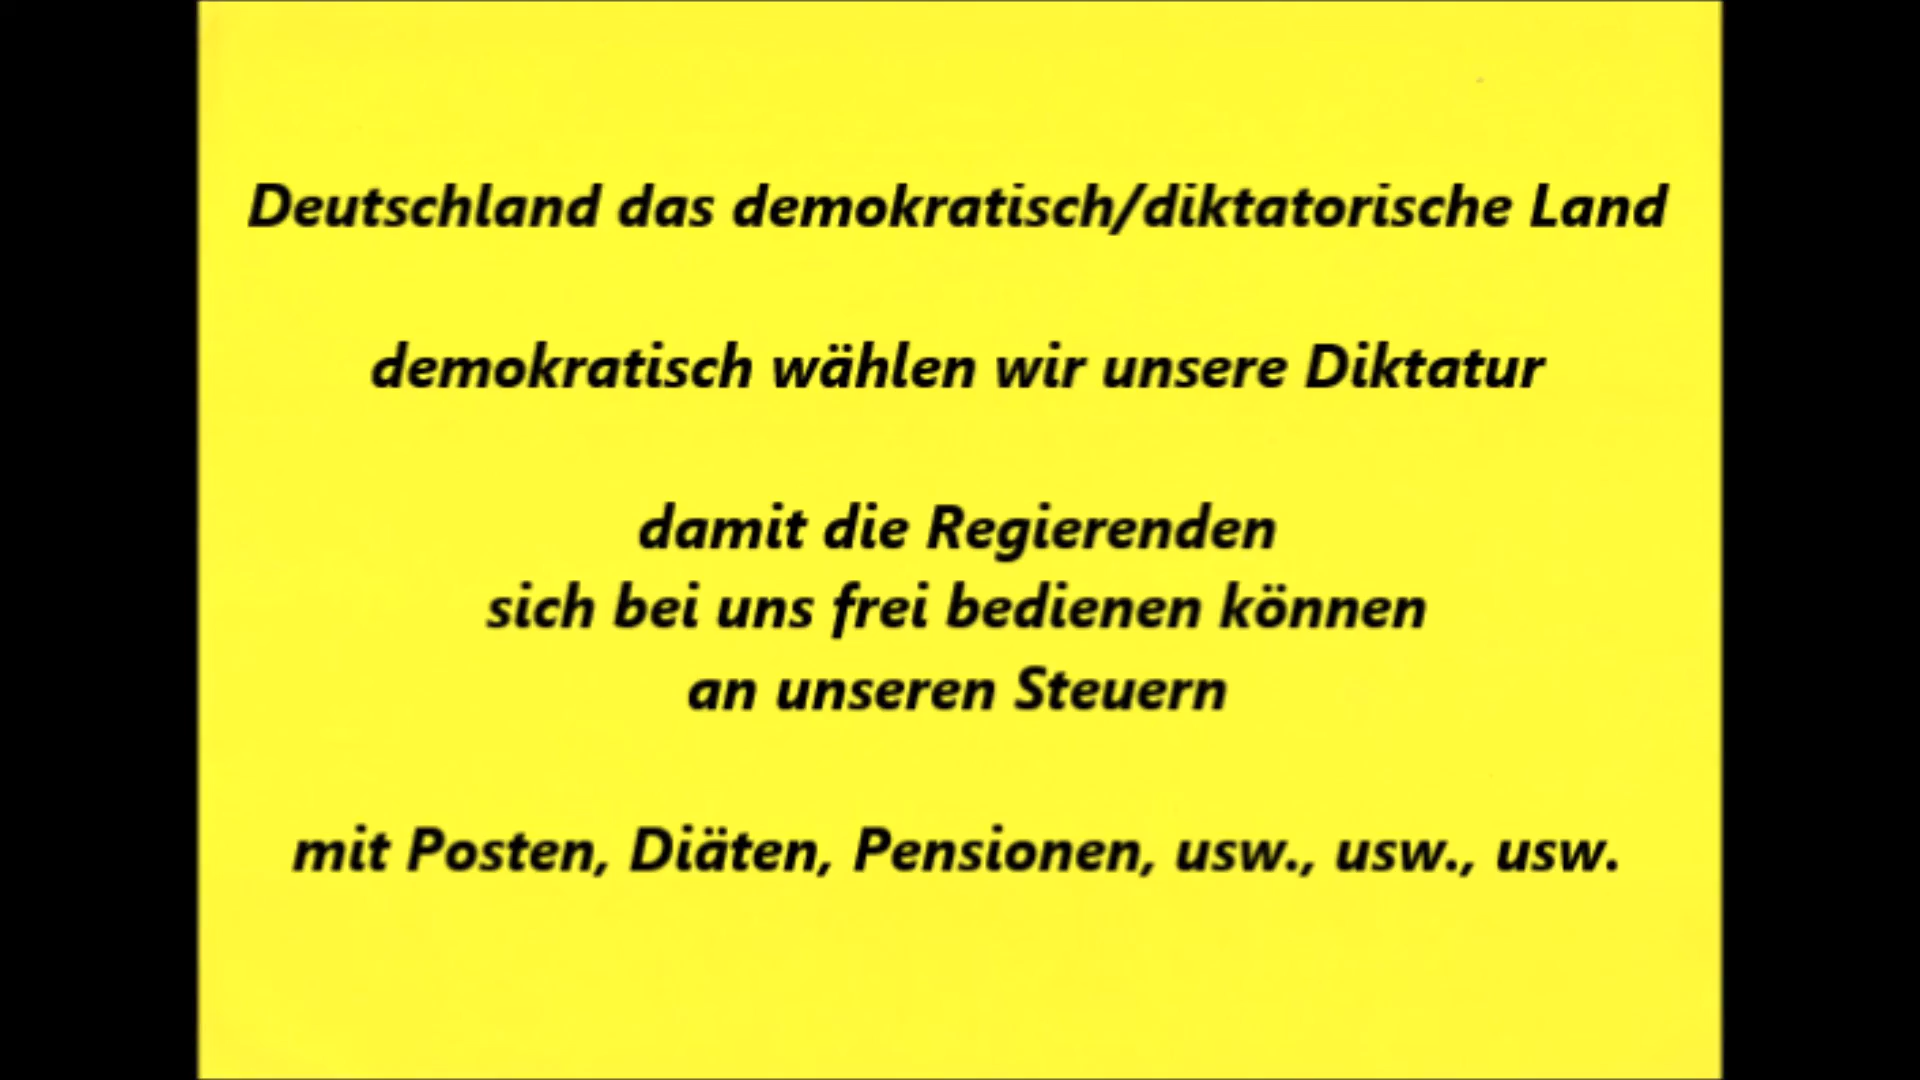 Deutschland das demokratisch/diktatorische Land
demokratisch wählen wir unsere Diktatur
damit die Regierenden
sich bei uns frei bedienen können
an unseren Steuern
mit Posten, Diäten, Pensionen, usw., usw., usw.